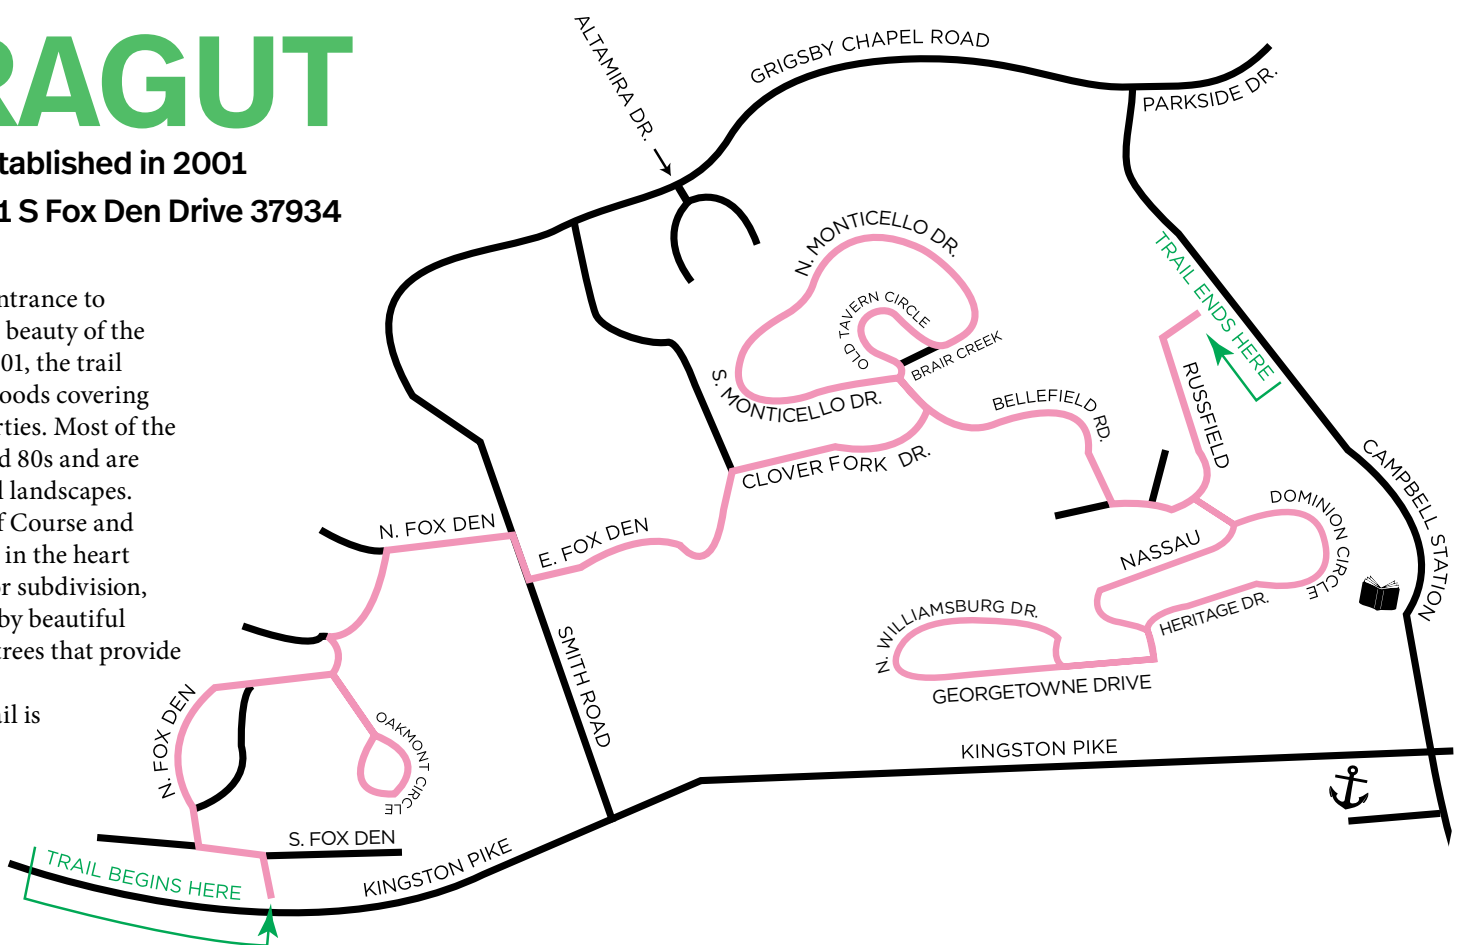 RAGUT
tablished in 2001
1 S Fox Den Drive 37934
ntrance to
beauty of the
01, the trail
oods covering
rties. Most of the
d 80s and are
l landscapes.
f Course and
in the heart
or subdivision,
by beautiful
trees that provide
ail is
ALTAMIRA DR.
GRIGSBY CHAPEL ROAD
PARKSIDE DR.
N. MONTICELLO DR.
OLD TAVERN CIRCLE
BRAIR CREEK
S. MONTICELLO DR.
TRAIL ENDS HERE
RUSSFIELD
BELLEFIELD RD.
CLOVER FORK DR.
CAMPBELL STATION
N. FOX DEN
E. FOX DEN
DOMINION CIRCLE
NASSAU
HERITAGE DR.
N. WILLIAMSBURG DR.
GEORGETOWNE DRIVE
SMITH ROAD
N. FOX DEN
OAKMONT CIRCLE
KINGSTON PIKE
S. FOX DEN
TRAIL BEGINS HERE
KINGSTON PIKE